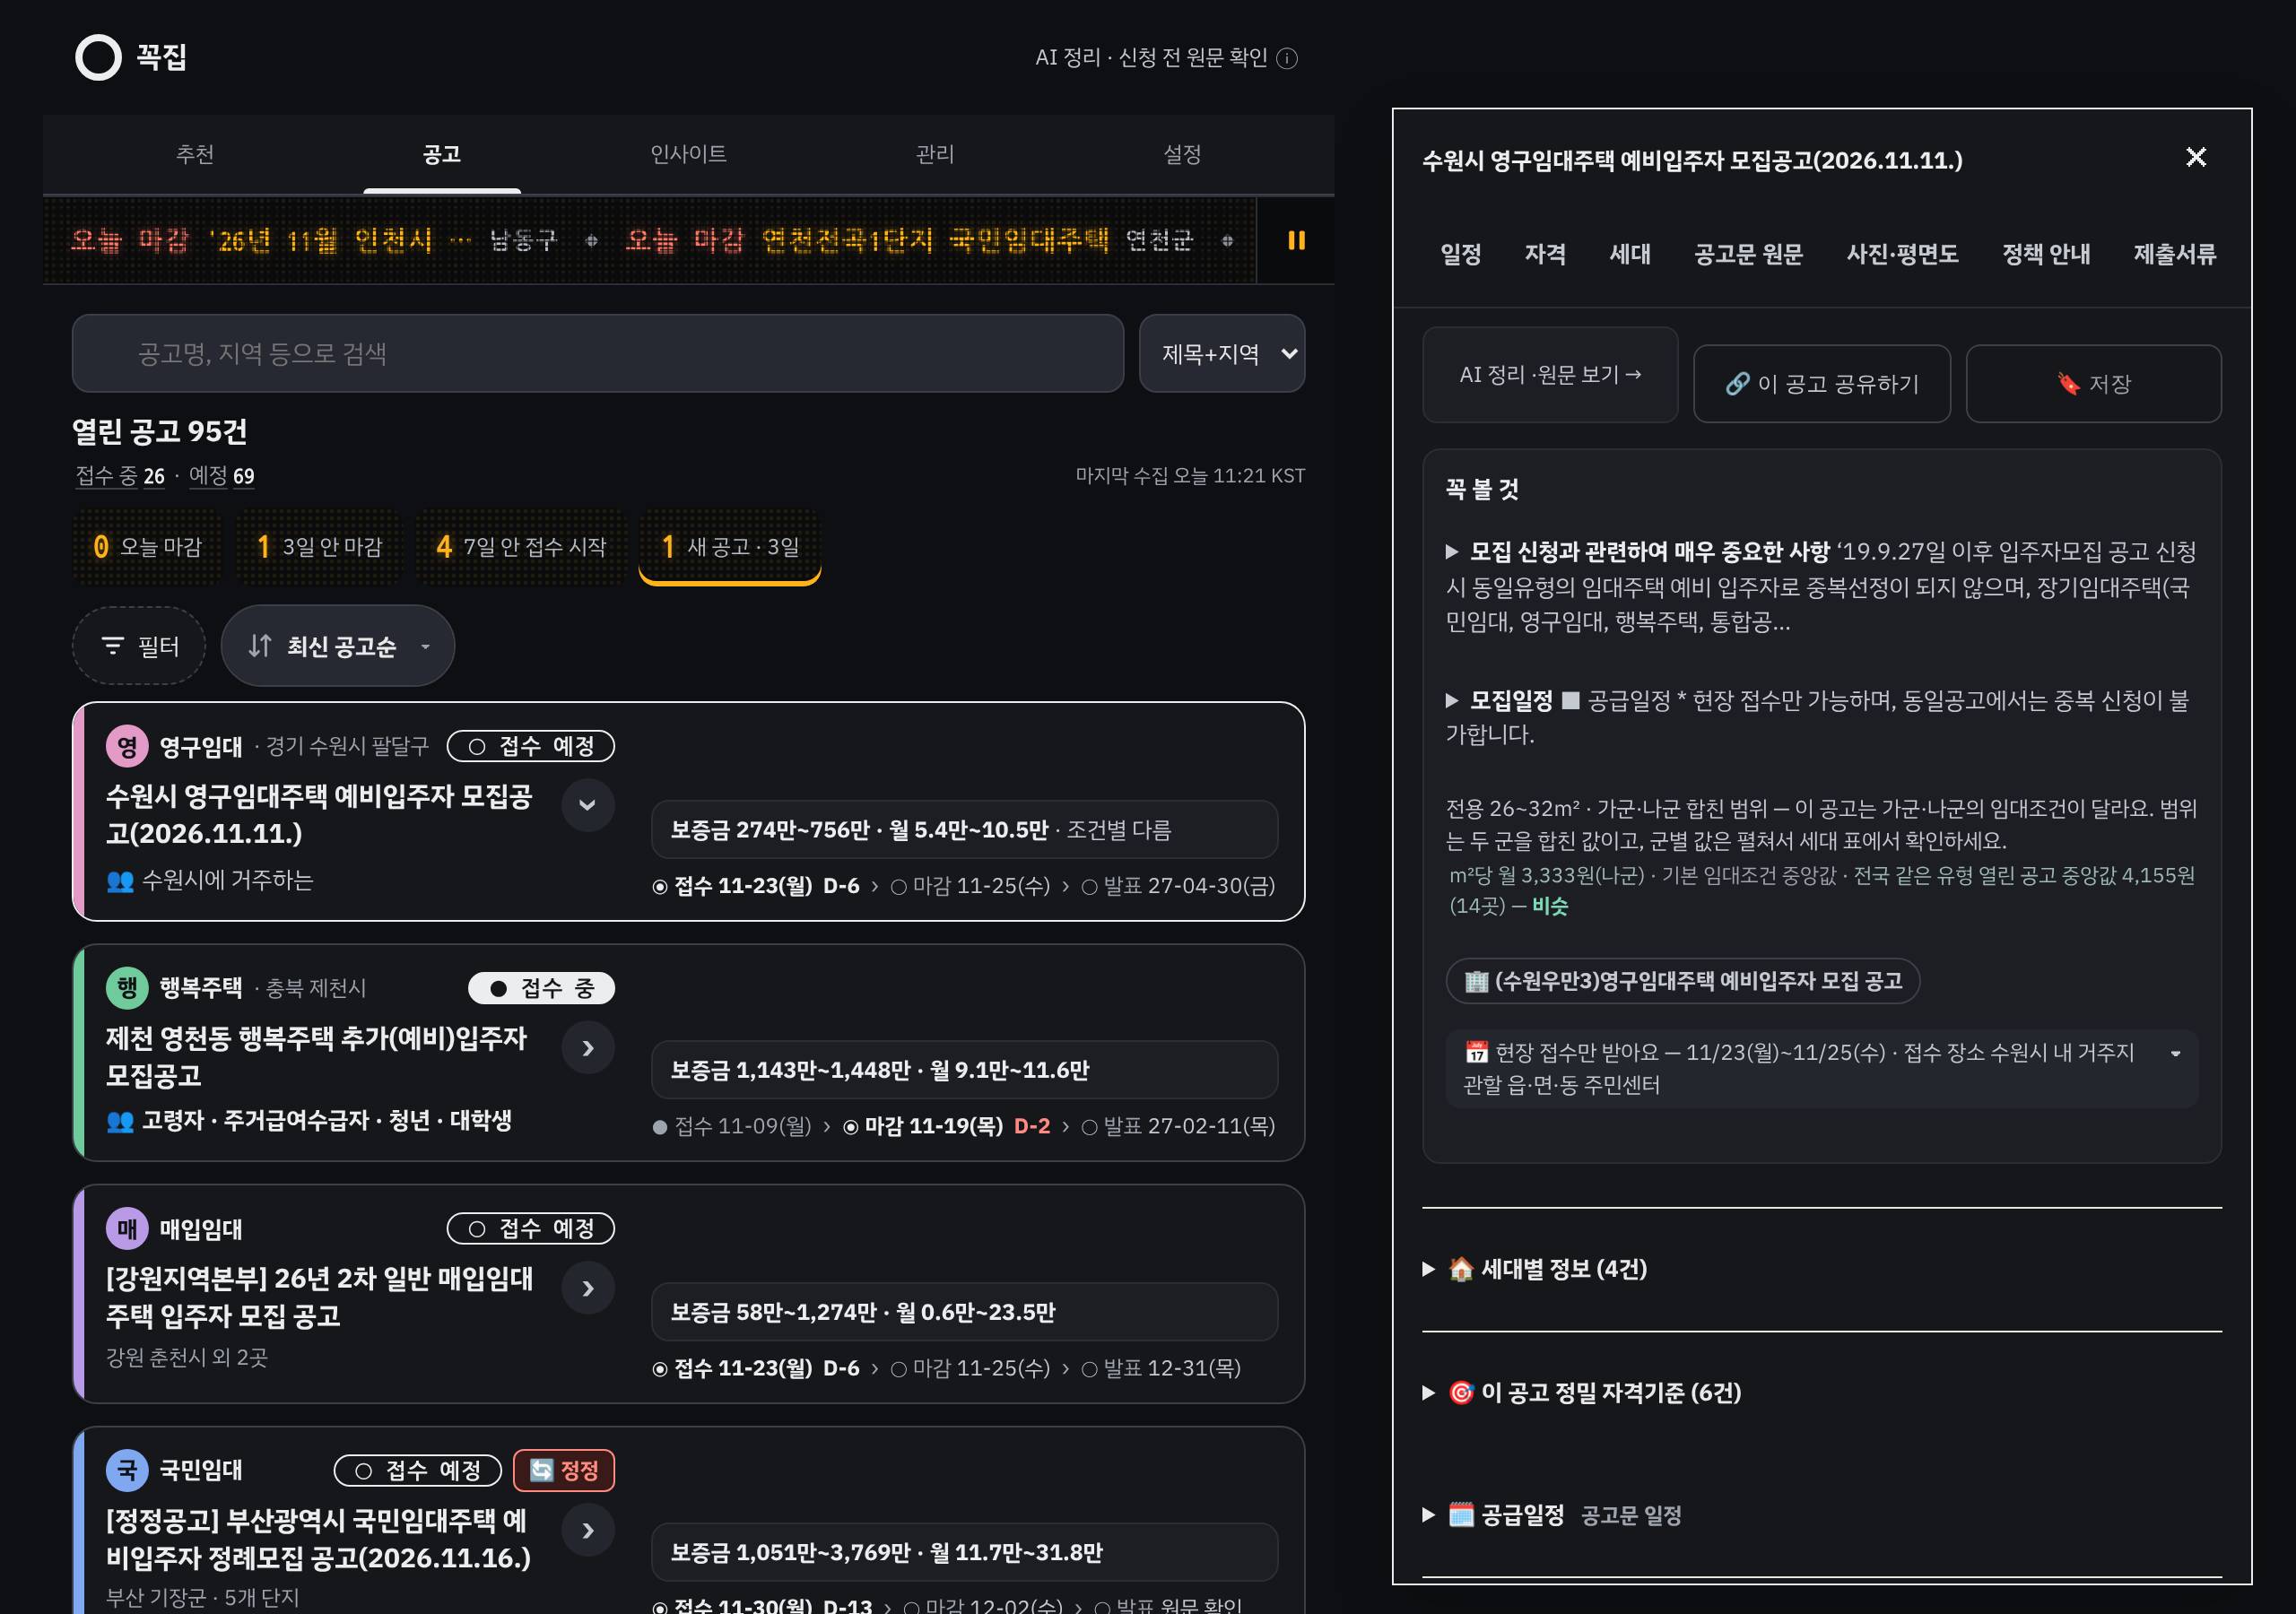 꼭집
AI 정리 · 신청 전 원문 확인 ⓘ
추천 공고 인사이트 관리 설정
오늘 마감 '26년 11월 인천시 … 남동구 ◆ 오늘 마감 연천전곡1단지 국민임대주택 연천군 ◆
공고명, 지역 등으로 검색
제목+지역
열린 공고 95건
접수 중 26 · 예정 69
마지막 수집 오늘 11:21 KST
0 오늘 마감
1 3일 안 마감
4 7일 안 접수 시작
1 새 공고 · 3일
필터
최신 공고순
영 영구임대 · 경기 수원시 팔달구 ○ 접수 예정
수원시 영구임대주택 예비입주자 모집공
고(2026.11.11.)
👥 수원시에 거주하는
보증금 274만~756만 · 월 5.4만~10.5만 · 조건별 다름
◉ 접수 11-23(월) D-6 › ○ 마감 11-25(수) › ○ 발표 27-04-30(금)
행 행복주택 · 충북 제천시 ● 접수 중
제천 영천동 행복주택 추가(예비)입주자
모집공고
👥 고령자 · 주거급여수급자 · 청년 · 대학생
보증금 1,143만~1,448만 · 월 9.1만~11.6만
● 접수 11-09(월) › ◉ 마감 11-19(목) D-2 › ○ 발표 27-02-11(목)
매 매입임대 ○ 접수 예정
[강원지역본부] 26년 2차 일반 매입임대
주택 입주자 모집 공고
강원 춘천시 외 2곳
보증금 58만~1,274만 · 월 0.6만~23.5만
◉ 접수 11-23(월) D-6 › ○ 마감 11-25(수) › ○ 발표 12-31(목)
국 국민임대 ○ 접수 예정 🔄 정정
[정정공고] 부산광역시 국민임대주택 예
비입주자 정례모집 공고(2026.11.16.)
부산 기장군 · 5개 단지
보증금 1,051만~3,769만 · 월 11.7만~31.8만
◉ 접수 11-30(월) D-13 › ○ 마감 12-02(수) › ○ 발표 원문 확인
수원시 영구임대주택 예비입주자 모집공고(2026.11.11.) ✕
일정 자격 세대 공고문 원문 사진·평면도 정책 안내 제출서류
AI 정리 ·원문 보기 →
🔗 이 공고 공유하기
🔖 저장
꼭 볼 것
▶ 모집 신청과 관련하여 매우 중요한 사항 ‘19.9.27일 이후 입주자모집 공고 신청
시 동일유형의 임대주택 예비 입주자로 중복선정이 되지 않으며, 장기임대주택(국
민임대, 영구임대, 행복주택, 통합공...
▶ 모집일정 ■ 공급일정 * 현장 접수만 가능하며, 동일공고에서는 중복 신청이 불
가합니다.
전용 26~32m² · 가군·나군 합친 범위 — 이 공고는 가군·나군의 임대조건이 달라요. 범위
는 두 군을 합친 값이고, 군별 값은 펼쳐서 세대 표에서 확인하세요.
m²당 월 3,333원(나군) · 기본 임대조건 중앙값 · 전국 같은 유형 열린 공고 중앙값 4,155원
(14곳) — 비슷
🏢 (수원우만3)영구임대주택 예비입주자 모집 공고
📅 현장 접수만 받아요 — 11/23(월)~11/25(수) · 접수 장소 수원시 내 거주지
관할 읍·면·동 주민센터
▶ 🏠 세대별 정보 (4건)
▶ 🎯 이 공고 정밀 자격기준 (6건)
▶ 🗓️ 공급일정 공고문 일정